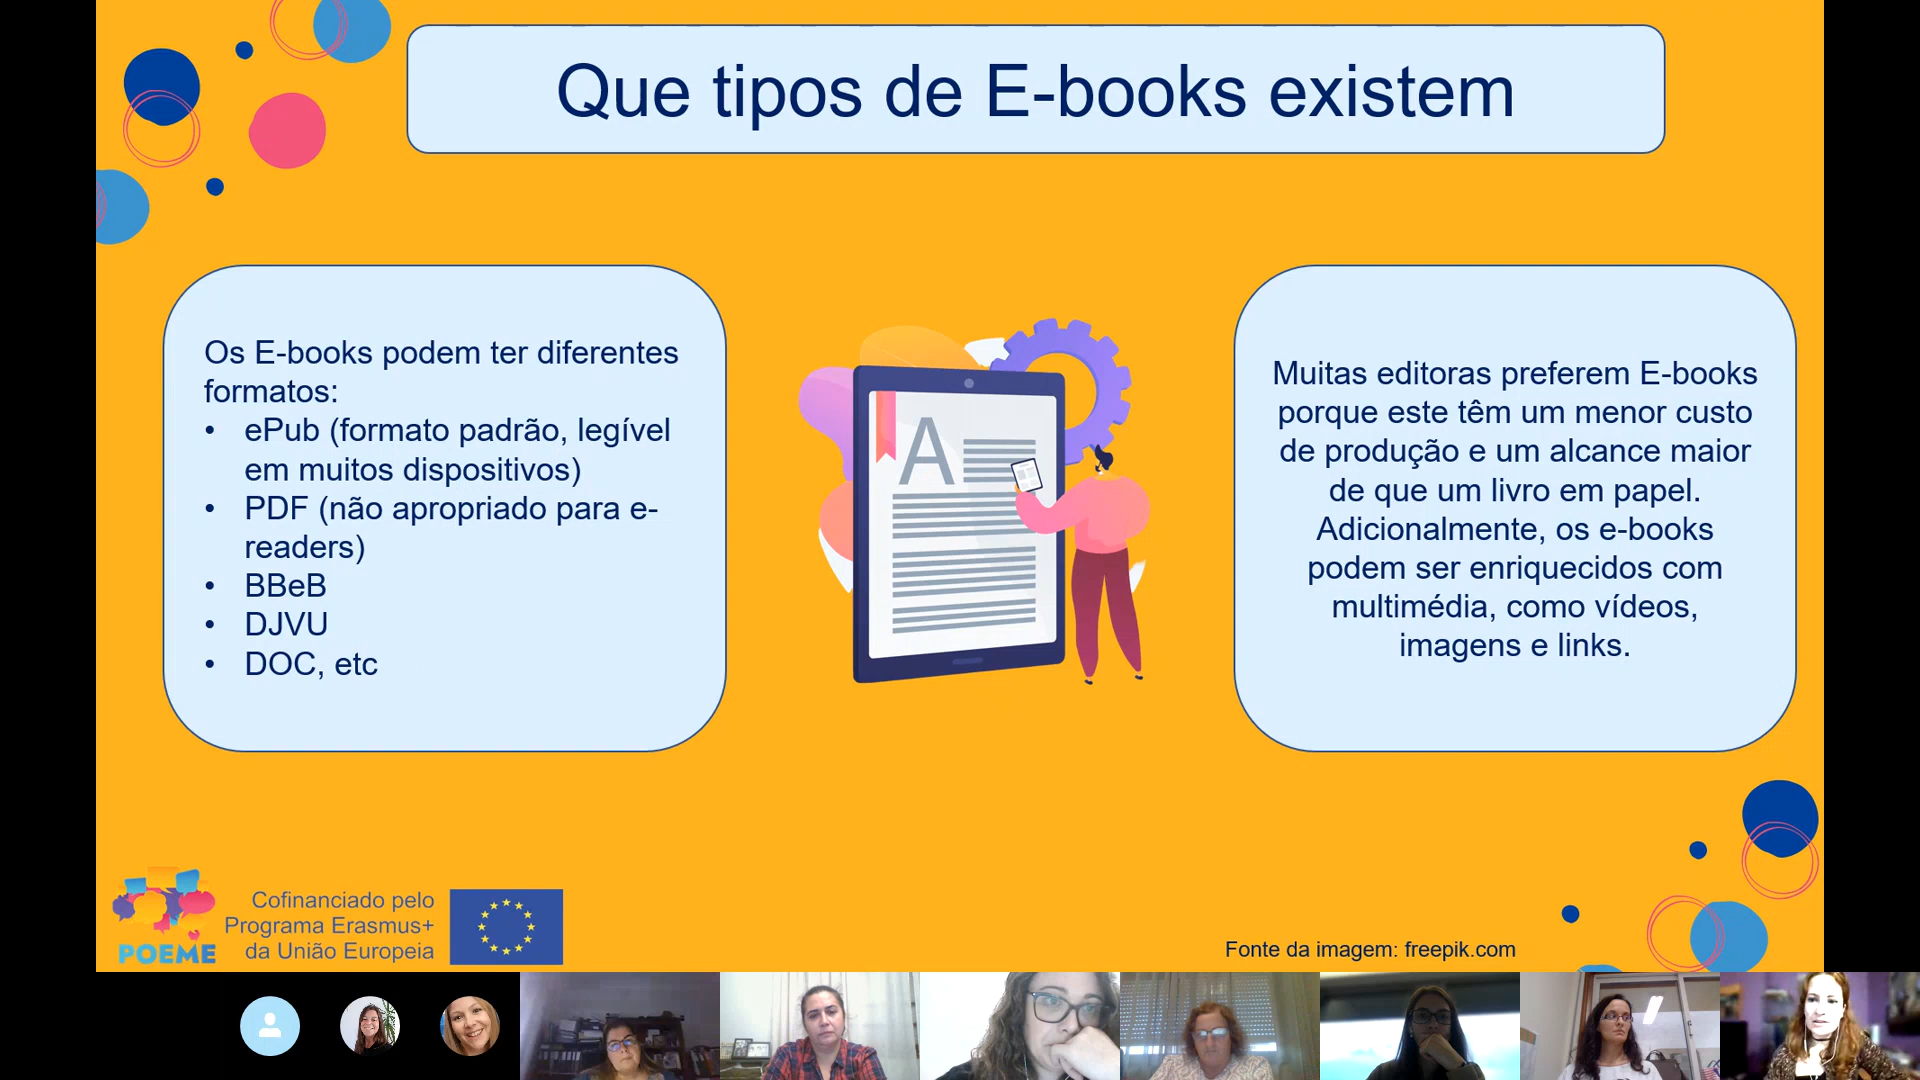 Que tipos de E-books existem
Os E-books podem ter diferentes
formatos:
• ePub (formato padrão, legível
em muitos dispositivos)
• PDF (não apropriado para e-
readers)
• BBeB
• DJVU
• DOC, etc
A
Muitas editoras preferem E-books
porque este têm um menor custo
de produção e um alcance maior
de que um livro em papel.
Adicionalmente, os e-books
podem ser enriquecidos com
multimédia, como vídeos,
imagens e links.
POEME
Cofinanciado pelo
Programa Erasmus+
da União Europeia
Fonte da imagem: freepik.com